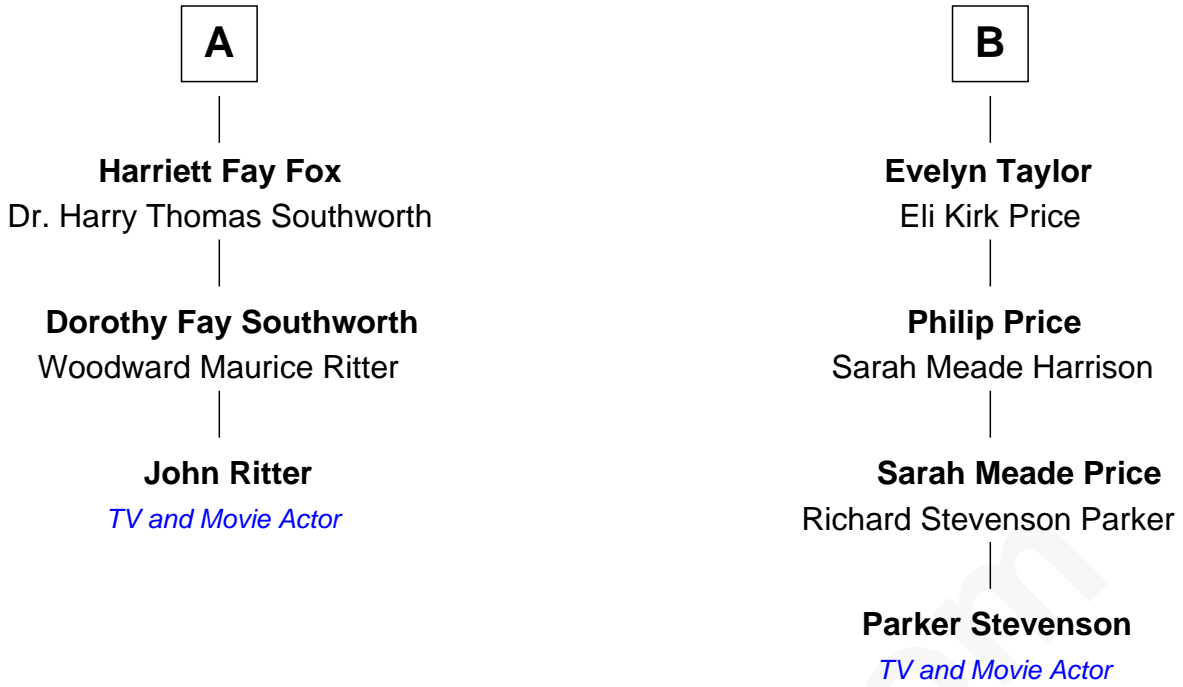 A
Harriett Fay Fox
Dr. Harry Thomas Southworth
Dorothy Fay Southworth
Woodward Maurice Ritter
John Ritter
TV and Movie Actor
B
Evelyn Taylor
Eli Kirk Price
Philip Price
Sarah Meade Harrison
Sarah Meade Price
Richard Stevenson Parker
Parker Stevenson
TV and Movie Actor